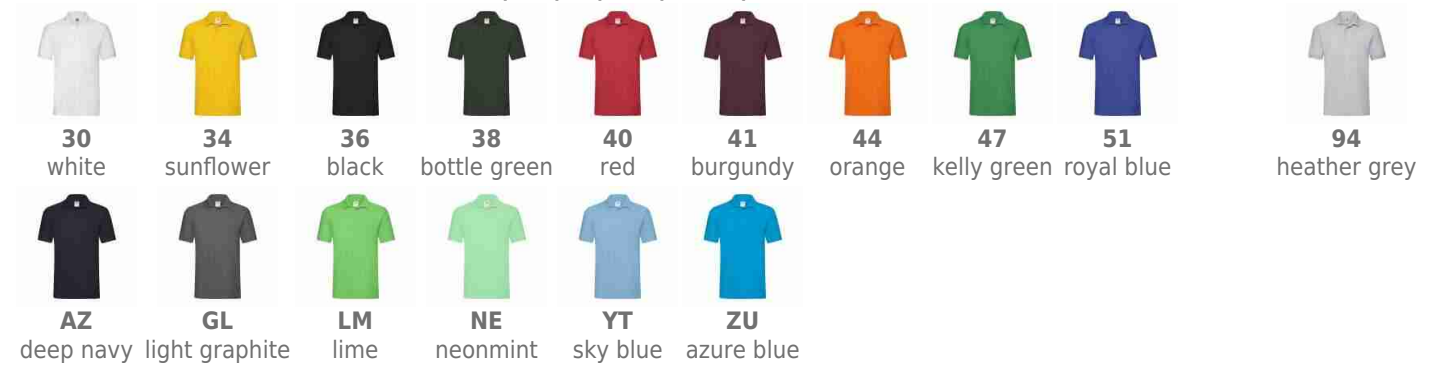 30 34 36 38 40 41 44 47 51 94
white sunflower black bottle green red burgundy orange kelly green royal blue heather grey
AZ GL LM NE YT ZU
deep navy light graphite lime neonmint sky blue azure blue